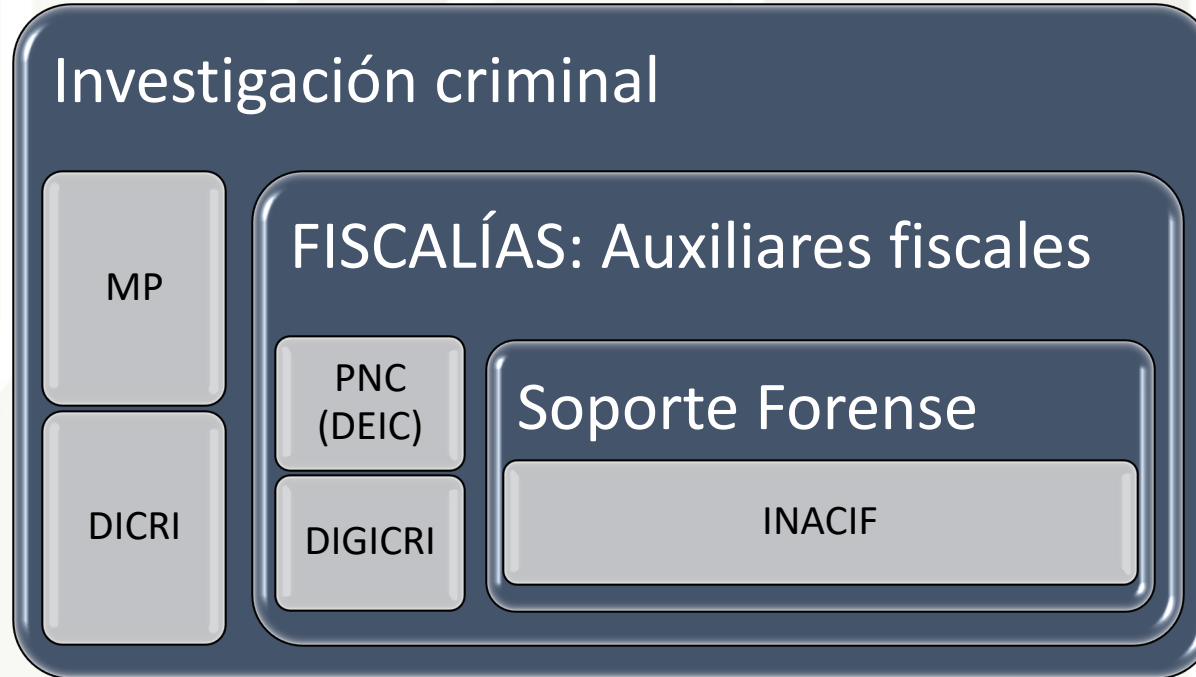 Investigación criminal
MP
DICRI
FISCALÍAS: Auxiliares fiscales
PNC
(DEIC)
DIGICRI
Soporte Forense
INACIF